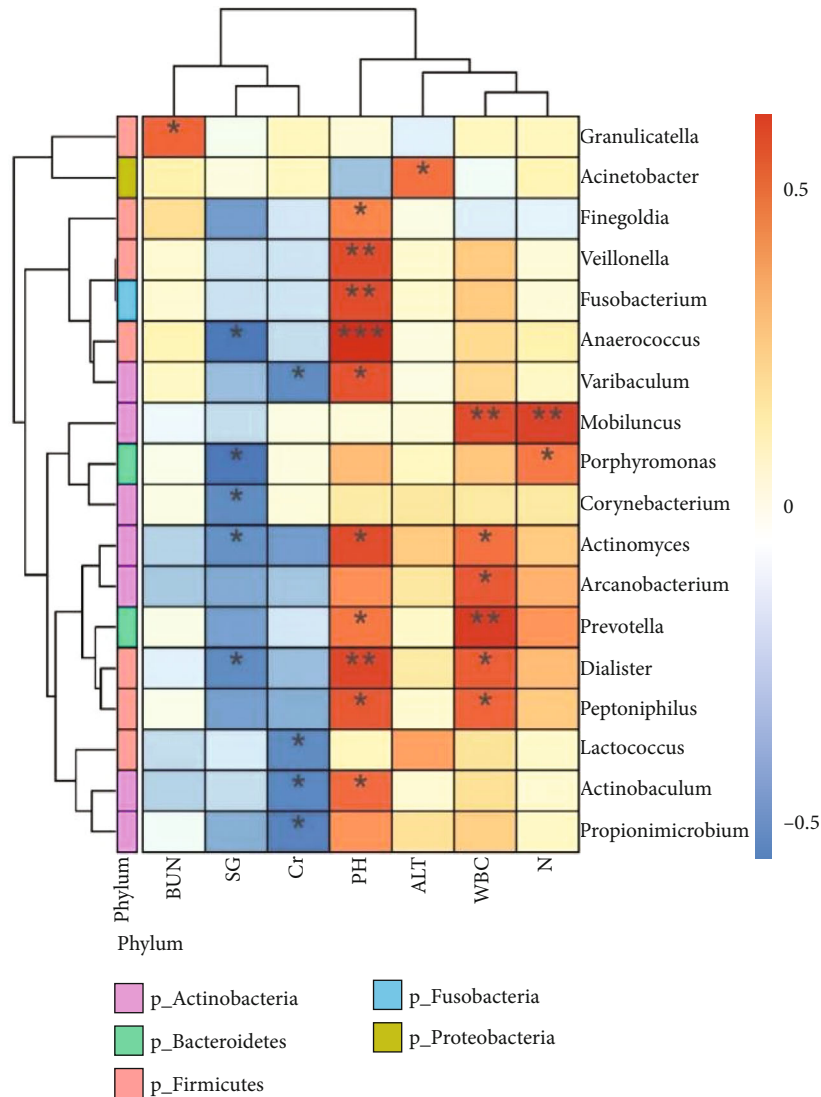 * Granulicatella
* Acinetobacter
* Finegoldia
** Veillonella
** Fusobacterium
* *** Anaerococcus
* * Varibaculum
** ** Mobiluncus
* * Porphyromonas
* Corynebacterium
* * * Actinomyces
* Arcanobacterium
* ** Prevotella
* ** * Dialister
* * Peptoniphilus
* Lactococcus
* * Actinobaculum
* Propionimicrobium
0.5
0
–0.5
Phylum BUN SG Cr PH ALT WBC N
Phylum
p_Actinobacteria p_Fusobacteria
p_Bacteroidetes p_Proteobacteria
p_Firmicutes